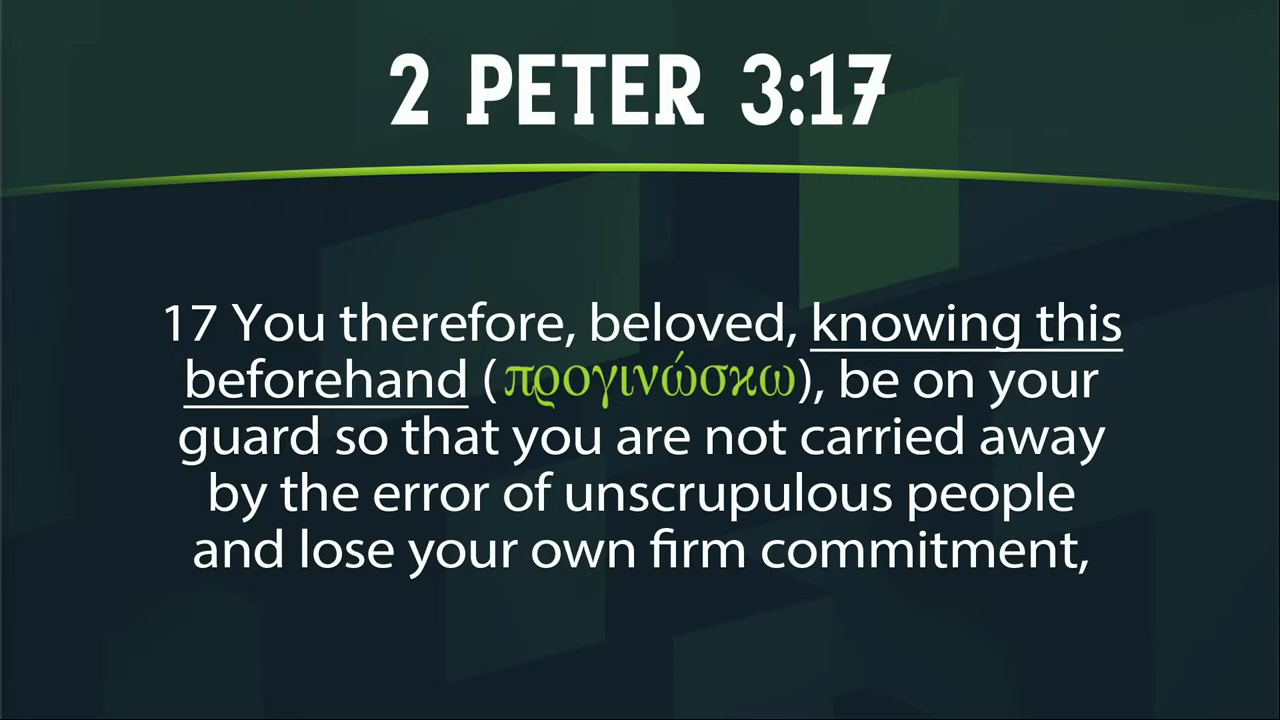 2 PETER 3:17
17 You therefore, beloved, knowing this
beforehand (προγινώσκω), be on your
guard so that you are not carried away
by the error of unscrupulous people
and lose your own firm commitment,